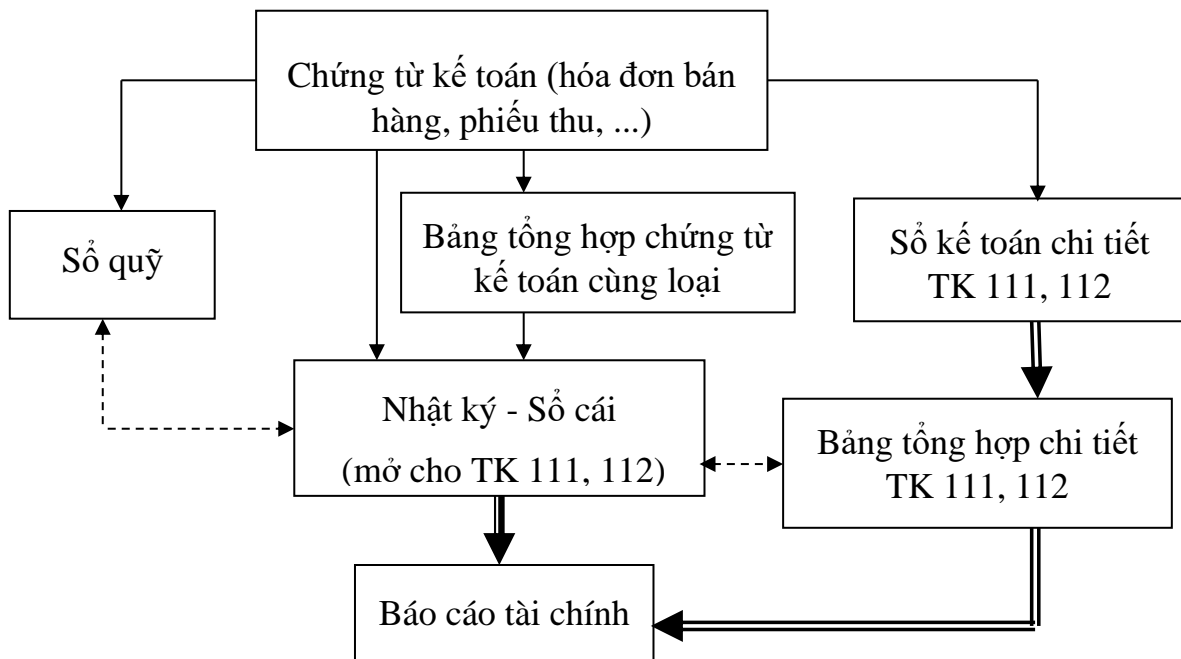 Chứng từ kế toán (hóa đơn bán
hàng, phiếu thu, ...)
Sổ quỹ
Bảng tổng hợp chứng từ
kế toán cùng loại
Sổ kế toán chi tiết
TK 111, 112
Nhật ký - Sổ cái
(mở cho TK 111, 112)
Bảng tổng hợp chi tiết
TK 111, 112
Báo cáo tài chính